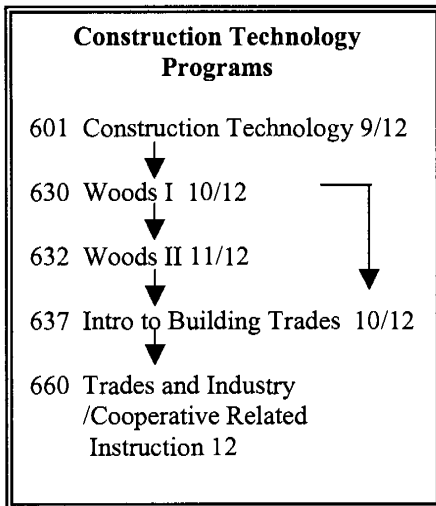 Construction Technology
Programs
601 Construction Technology 9/12
630 Woods I 10/12
632 Woods II 11/12
637 Intro to Building Trades 10/12
660 Trades and Industry
/Cooperative Related
Instruction 12